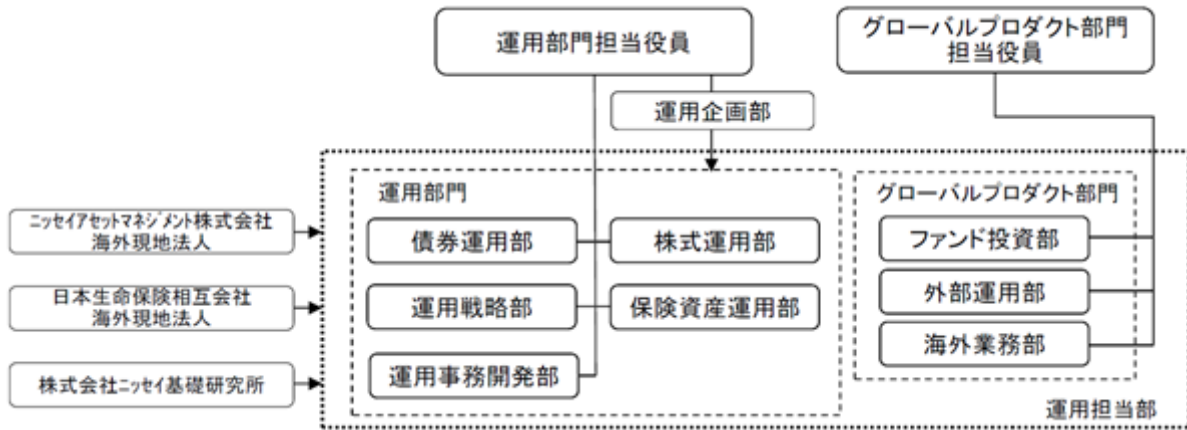 運用部門担当役員
グローバルプロダクト部門
担当役員
運用企画部
運用部門
グローバルプロダクト部門
ニッセイアセットマネジメント株式会社
海外現地法人
債券運用部
株式運用部
ファンド投資部
日本生命保険相互会社
海外現地法人
運用戦略部
保険資産運用部
外部運用部
株式会社ニッセイ基礎研究所
運用事務開発部
海外業務部
運用担当部